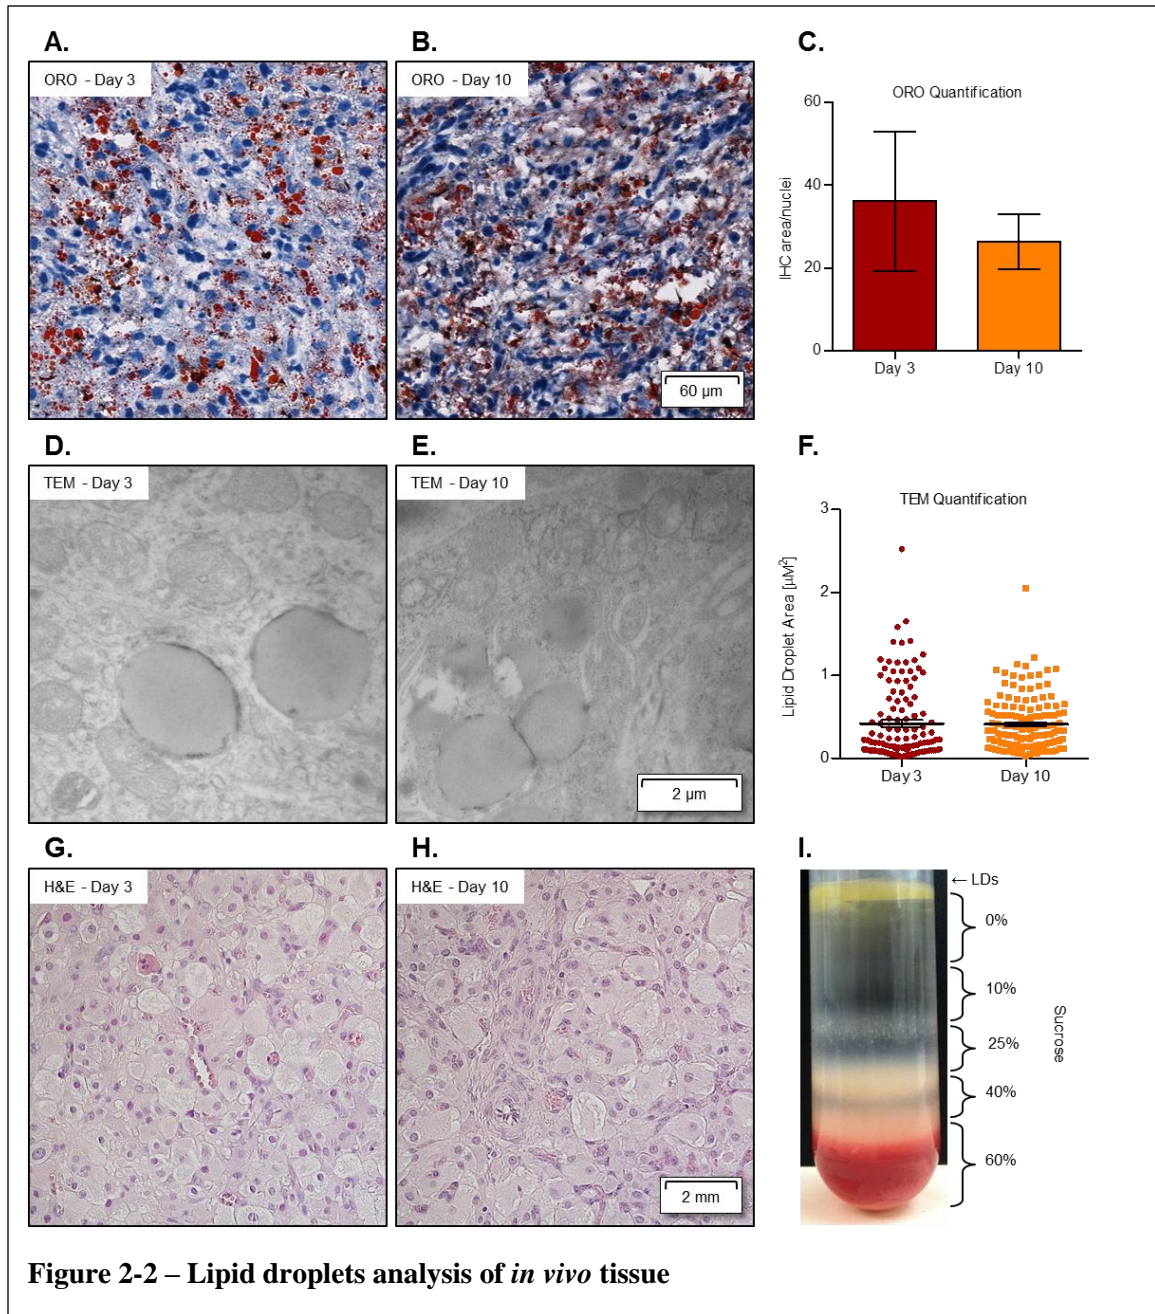 A.
ORO - Day 3
B.
ORO - Day 10
60 µm
C.
ORO Quantification
IHC area/nuclei
60
40
20
0
Day 3
Day 10
D.
TEM - Day 3
E.
TEM - Day 10
2 µm
F.
TEM Quantification
Lipid Droplet Area [µM²]
3
2
1
0
Day 3
Day 10
G.
H&E - Day 3
H.
H&E - Day 10
2 mm
I.
← LDs
0%
10%
25%
40%
60%
Sucrose
Figure 2-2 – Lipid droplets analysis of in vivo tissue